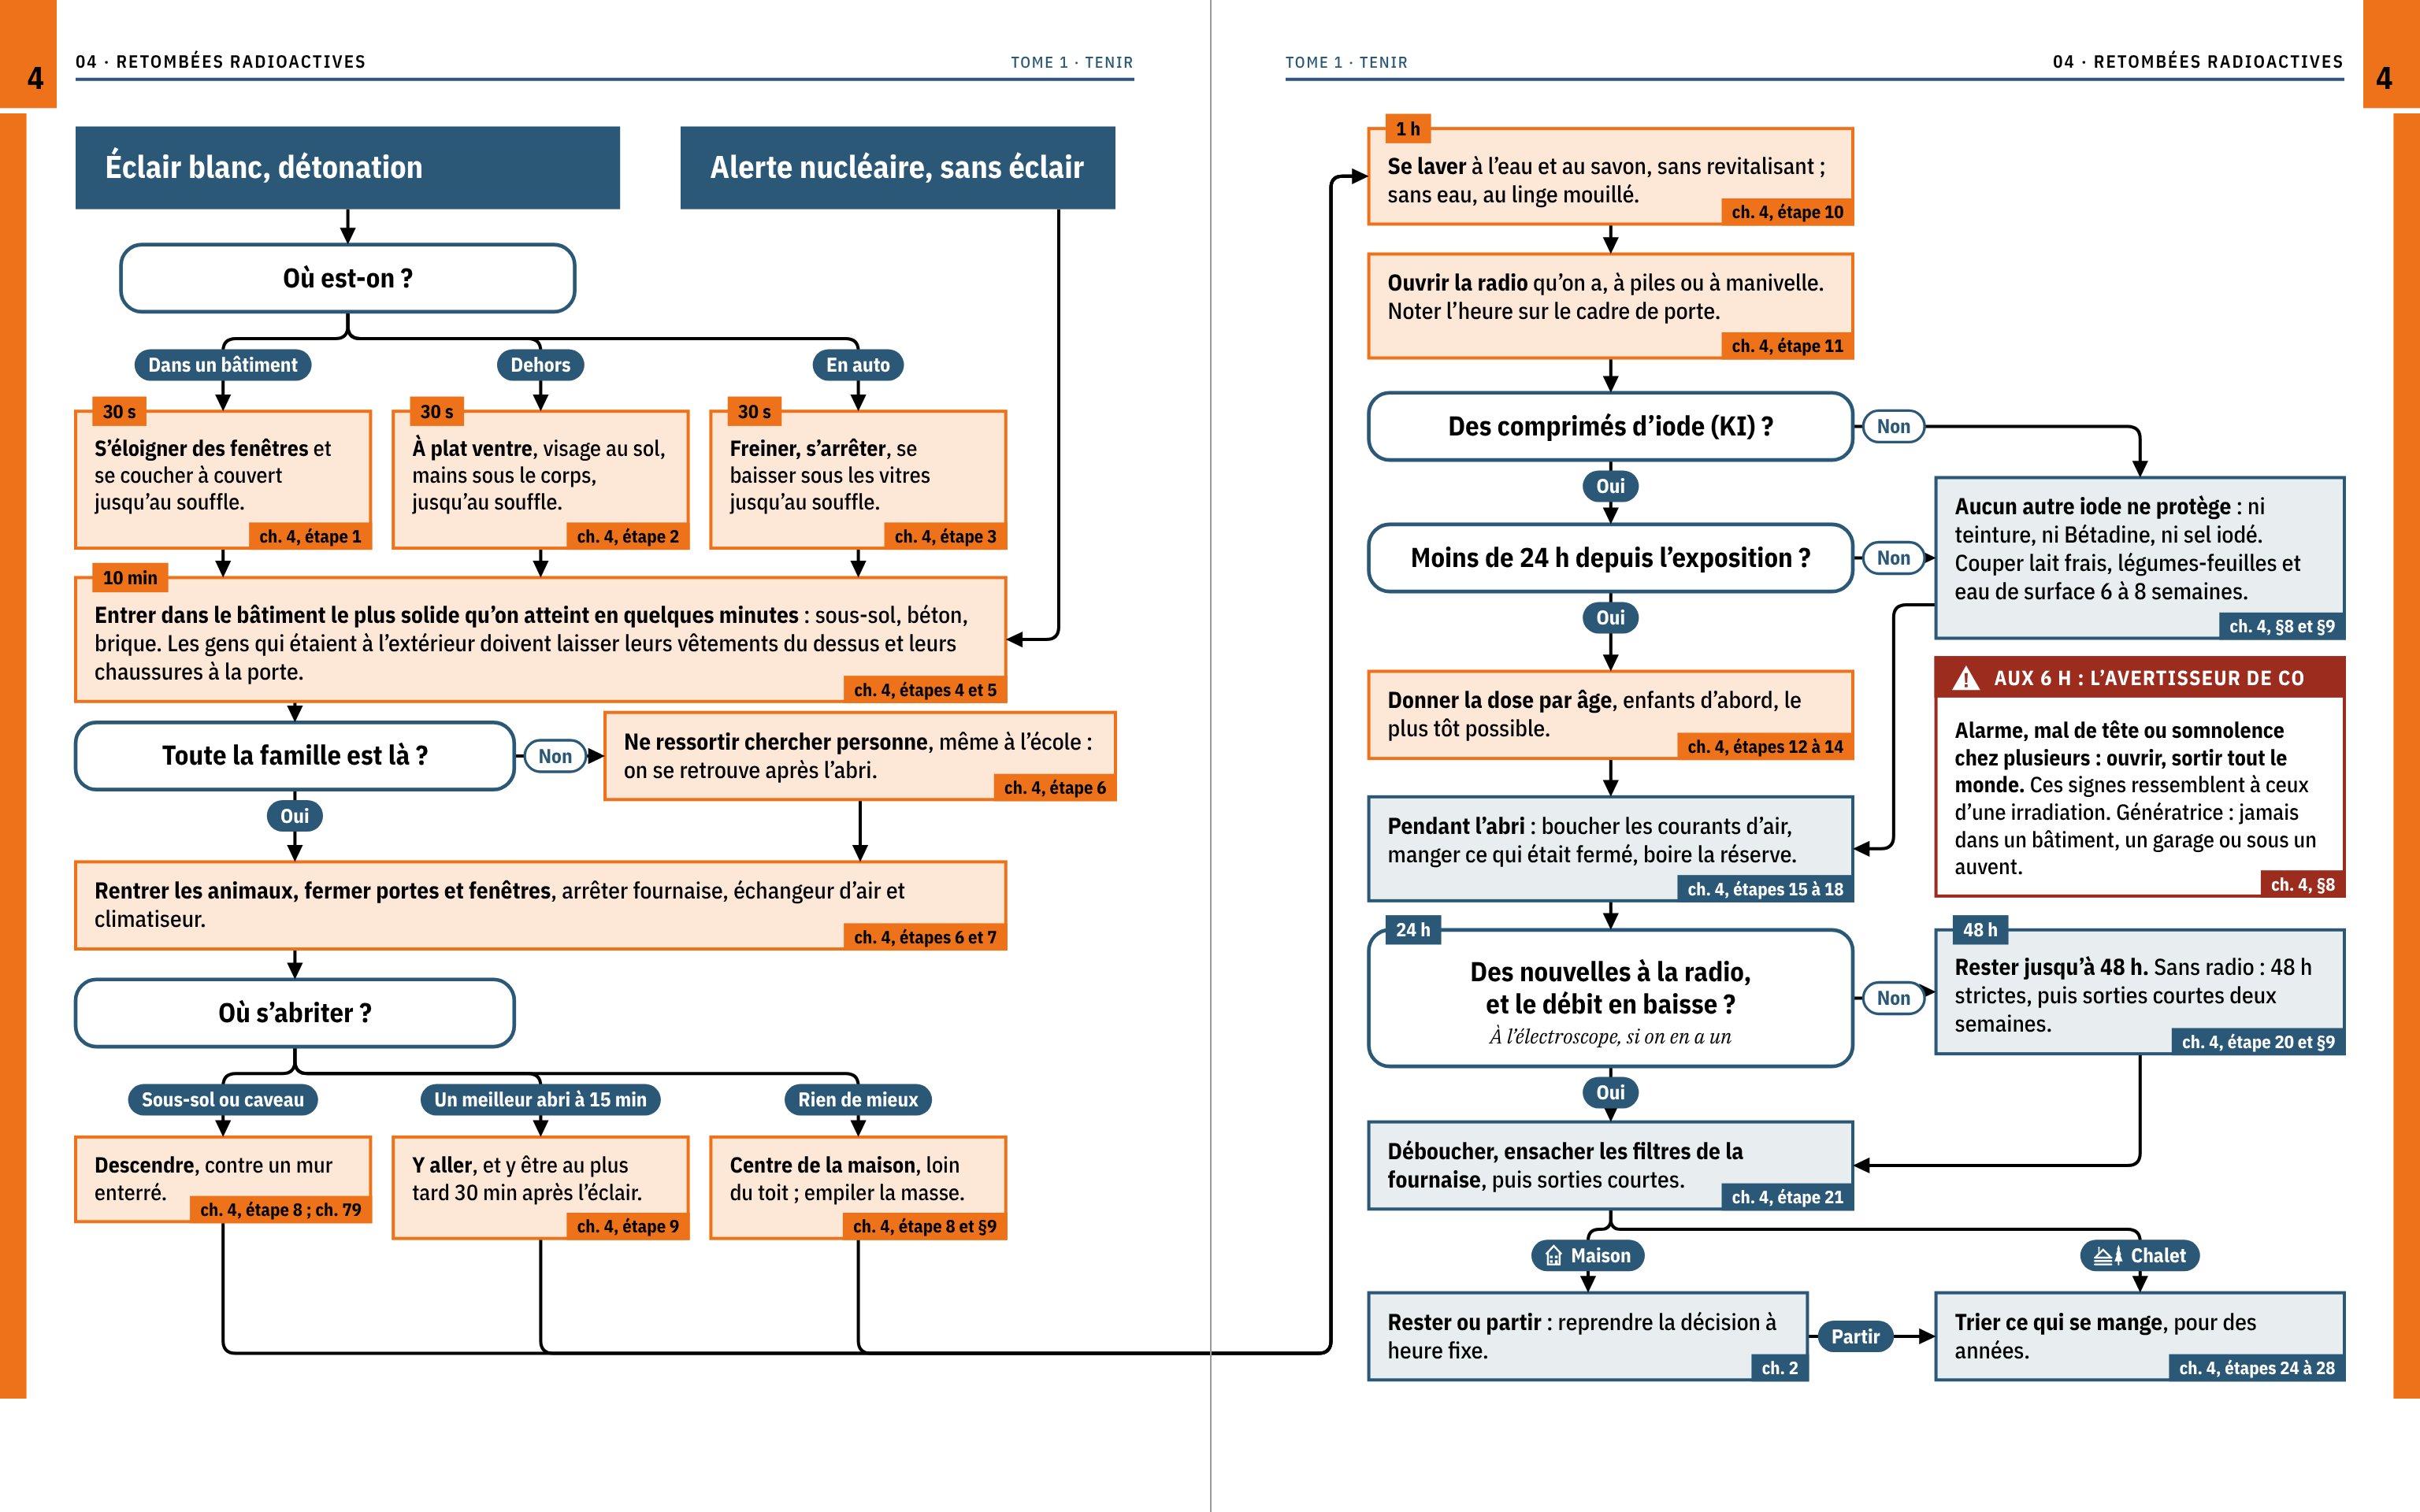 4
04 · RETOMBÉES RADIOACTIVES
TOME 1 · TENIR
Éclair blanc, détonation
Alerte nucléaire, sans éclair
Où est-on ?
Dans un bâtiment
Dehors
En auto
30 s
S’éloigner des fenêtres et
se coucher à couvert
jusqu’au souffle.
ch. 4, étape 1
30 s
À plat ventre, visage au sol,
mains sous le corps,
jusqu’au souffle.
ch. 4, étape 2
30 s
Freiner, s’arrêter, se
baisser sous les vitres
jusqu’au souffle.
ch. 4, étape 3
10 min
Entrer dans le bâtiment le plus solide qu’on atteint en quelques minutes : sous-sol, béton,
brique. Les gens qui étaient à l’extérieur doivent laisser leurs vêtements du dessus et leurs
chaussures à la porte.
ch. 4, étapes 4 et 5
Toute la famille est là ?
Non
Ne ressortir chercher personne, même à l’école :
on se retrouve après l’abri.
ch. 4, étape 6
Oui
Rentrer les animaux, fermer portes et fenêtres, arrêter fournaise, échangeur d’air et
climatiseur.
ch. 4, étapes 6 et 7
Où s’abriter ?
Sous-sol ou caveau
Un meilleur abri à 15 min
Rien de mieux
Descendre, contre un mur
enterré.
ch. 4, étape 8 ; ch. 79
Y aller, et y être au plus
tard 30 min après l’éclair.
ch. 4, étape 9
Centre de la maison, loin
du toit ; empiler la masse.
ch. 4, étape 8 et §9
TOME 1 · TENIR
04 · RETOMBÉES RADIOACTIVES
4
1 h
Se laver à l’eau et au savon, sans revitalisant ;
sans eau, au linge mouillé.
ch. 4, étape 10
Ouvrir la radio qu’on a, à piles ou à manivelle.
Noter l’heure sur le cadre de porte.
ch. 4, étape 11
Des comprimés d’iode (KI) ?
Non
Oui
Moins de 24 h depuis l’exposition ?
Non
Aucun autre iode ne protège : ni
teinture, ni Bétadine, ni sel iodé.
Couper lait frais, légumes-feuilles et
eau de surface 6 à 8 semaines.
ch. 4, §8 et §9
Oui
Donner la dose par âge, enfants d’abord, le
plus tôt possible.
ch. 4, étapes 12 à 14
AUX 6 H : L’AVERTISSEUR DE CO
Alarme, mal de tête ou somnolence
chez plusieurs : ouvrir, sortir tout le
monde. Ces signes ressemblent à ceux
d’une irradiation. Génératrice : jamais
dans un bâtiment, un garage ou sous un
auvent.
ch. 4, §8
Pendant l’abri : boucher les courants d’air,
manger ce qui était fermé, boire la réserve.
ch. 4, étapes 15 à 18
24 h
Des nouvelles à la radio,
et le débit en baisse ?
À l’électroscope, si on en a un
Non
48 h
Rester jusqu’à 48 h. Sans radio : 48 h
strictes, puis sorties courtes deux
semaines.
ch. 4, étape 20 et §9
Oui
Déboucher, ensacher les filtres de la
fournaise, puis sorties courtes.
ch. 4, étape 21
Maison
Chalet
Rester ou partir : reprendre la décision à
heure fixe.
ch. 2
Partir
Trier ce qui se mange, pour des
années.
ch. 4, étapes 24 à 28